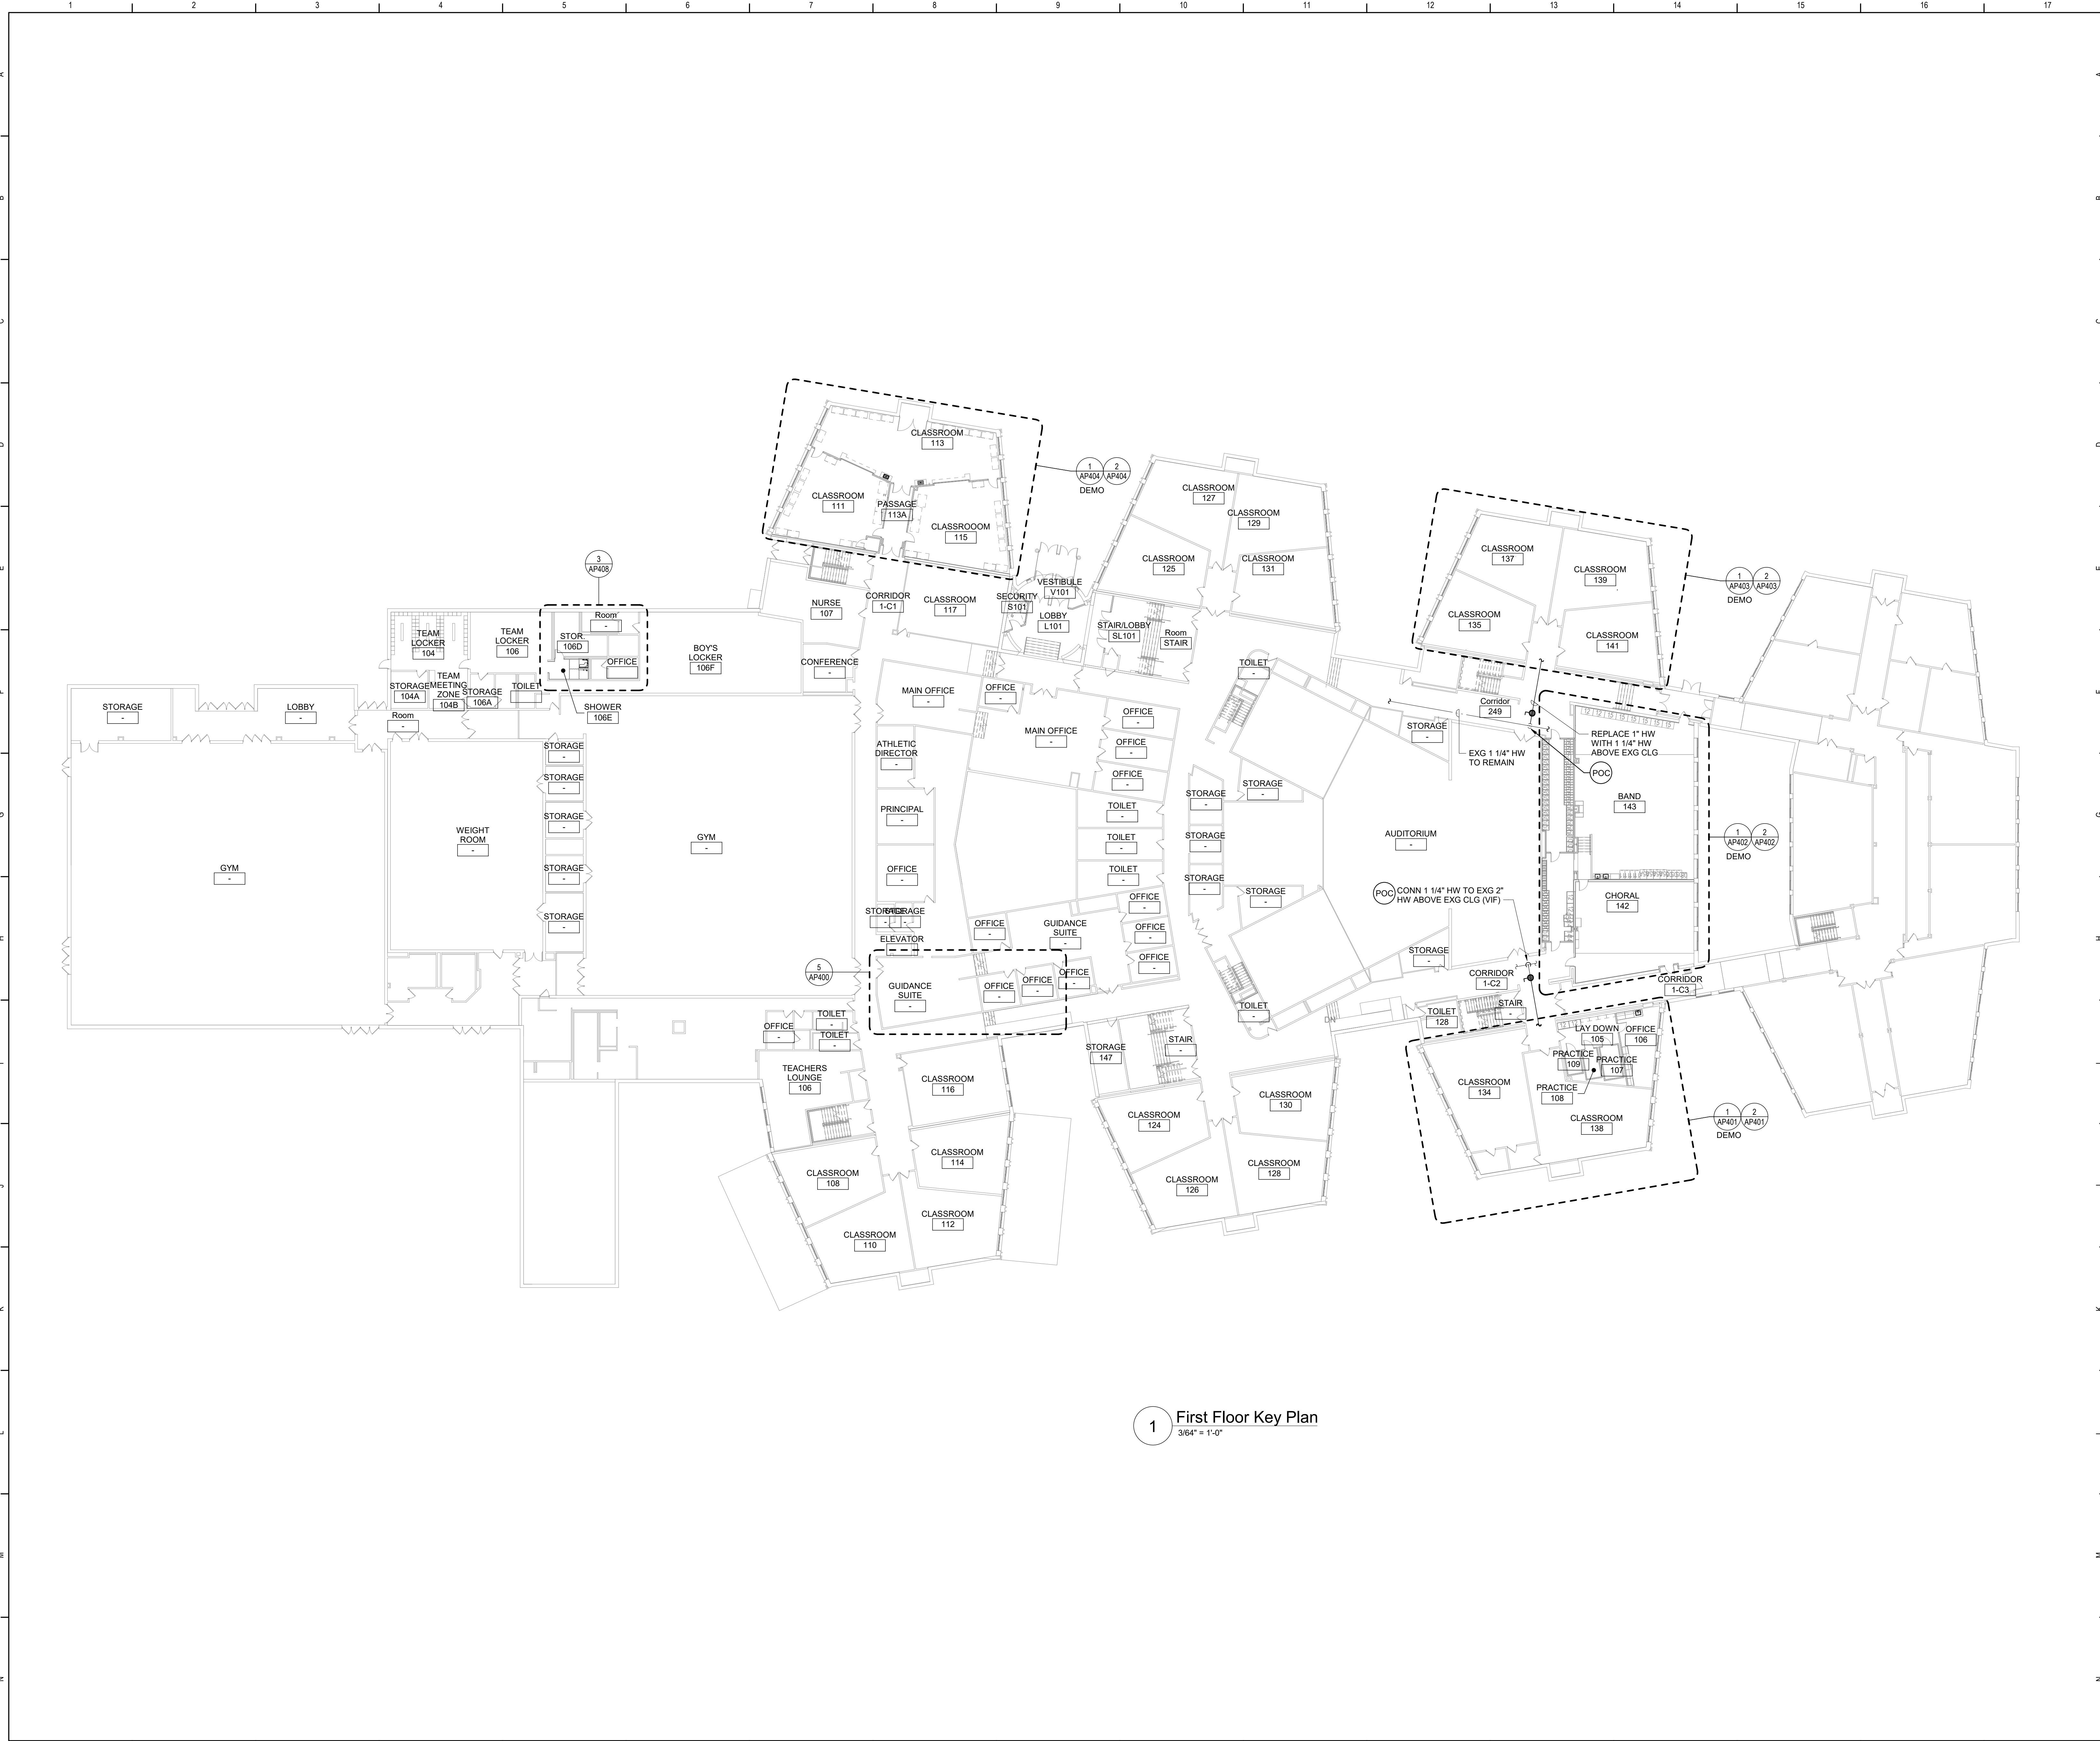 1 2 3 4 5 6 7 8 9 10 11 12 13 14 15 16 17
A
B
C
D
E
F
G
H
I
J
K
L
M
N
CLASSROOM
113
CLASSROOM
111
PASSAGE
113A
CLASSROOOM
115
1
AP404
2
AP404
DEMO
CLASSROOM
127
CLASSROOM
129
CLASSROOM
125
CLASSROOM
131
CLASSROOM
137
CLASSROOM
139
CLASSROOM
135
CLASSROOM
141
1
AP403
2
AP403
DEMO
3
AP408
Room
-
STOR.
106D
OFFICE
SHOWER
106E
TEAM
LOCKER
104
TEAM
LOCKER
106
STORAGE
104A
TEAM
MEETING
ZONE
104B
STORAGE
106A
TOILET
Room
-
STORAGE
-
LOBBY
-
BOY'S
LOCKER
106F
NURSE
107
CONFERENCE
-
CORRIDOR
1-C1
CLASSROOM
117
SECURITY
S101
VESTIBULE
V101
LOBBY
L101
STAIR/LOBBY
SL101
Room
STAIR
TOILET
-
MAIN OFFICE
-
OFFICE
-
MAIN OFFICE
-
OFFICE
-
OFFICE
-
OFFICE
-
ATHLETIC
DIRECTOR
-
PRINCIPAL
-
OFFICE
-
TOILET
-
TOILET
-
TOILET
-
STORAGE
-
STORAGE
-
STORAGE
-
STORAGE
-
STORAGE
-
STORAGE
-
STORAGE
-
STORAGE
-
STORAGE
-
STORAGE
-
GYM
-
WEIGHT
ROOM
-
GYM
-
STORAGE
-
STORAGE
-
ELEVATOR
AUDITORIUM
-
STORAGE
-
Corridor
249
EXG 1 1/4" HW
TO REMAIN
REPLACE 1" HW
WITH 1 1/4" HW
ABOVE EXG CLG
POC
BAND
143
CHORAL
142
1
AP402
2
AP402
DEMO
POC
CONN 1 1/4" HW TO EXG 2"
HW ABOVE EXG CLG (VIF)
STORAGE
-
CORRIDOR
1-C2
CORRIDOR
1-C3
OFFICE
-
GUIDANCE
SUITE
-
OFFICE
-
OFFICE
-
OFFICE
-
5
AP400
GUIDANCE
SUITE
-
OFFICE
-
OFFICE
-
OFFICE
-
TOILET
-
TOILET
128
STAIR
-
OFFICE
-
TOILET
-
TOILET
-
TEACHERS
LOUNGE
106
STORAGE
147
STAIR
-
CLASSROOM
116
CLASSROOM
114
CLASSROOM
108
CLASSROOM
112
CLASSROOM
110
CLASSROOM
124
CLASSROOM
130
CLASSROOM
128
CLASSROOM
126
LAY DOWN
105
OFFICE
106
PRACTICE
109
PRACTICE
107
PRACTICE
108
CLASSROOM
134
CLASSROOM
138
1
AP401
2
AP401
DEMO
1
First Floor Key Plan
3/64" = 1'-0"